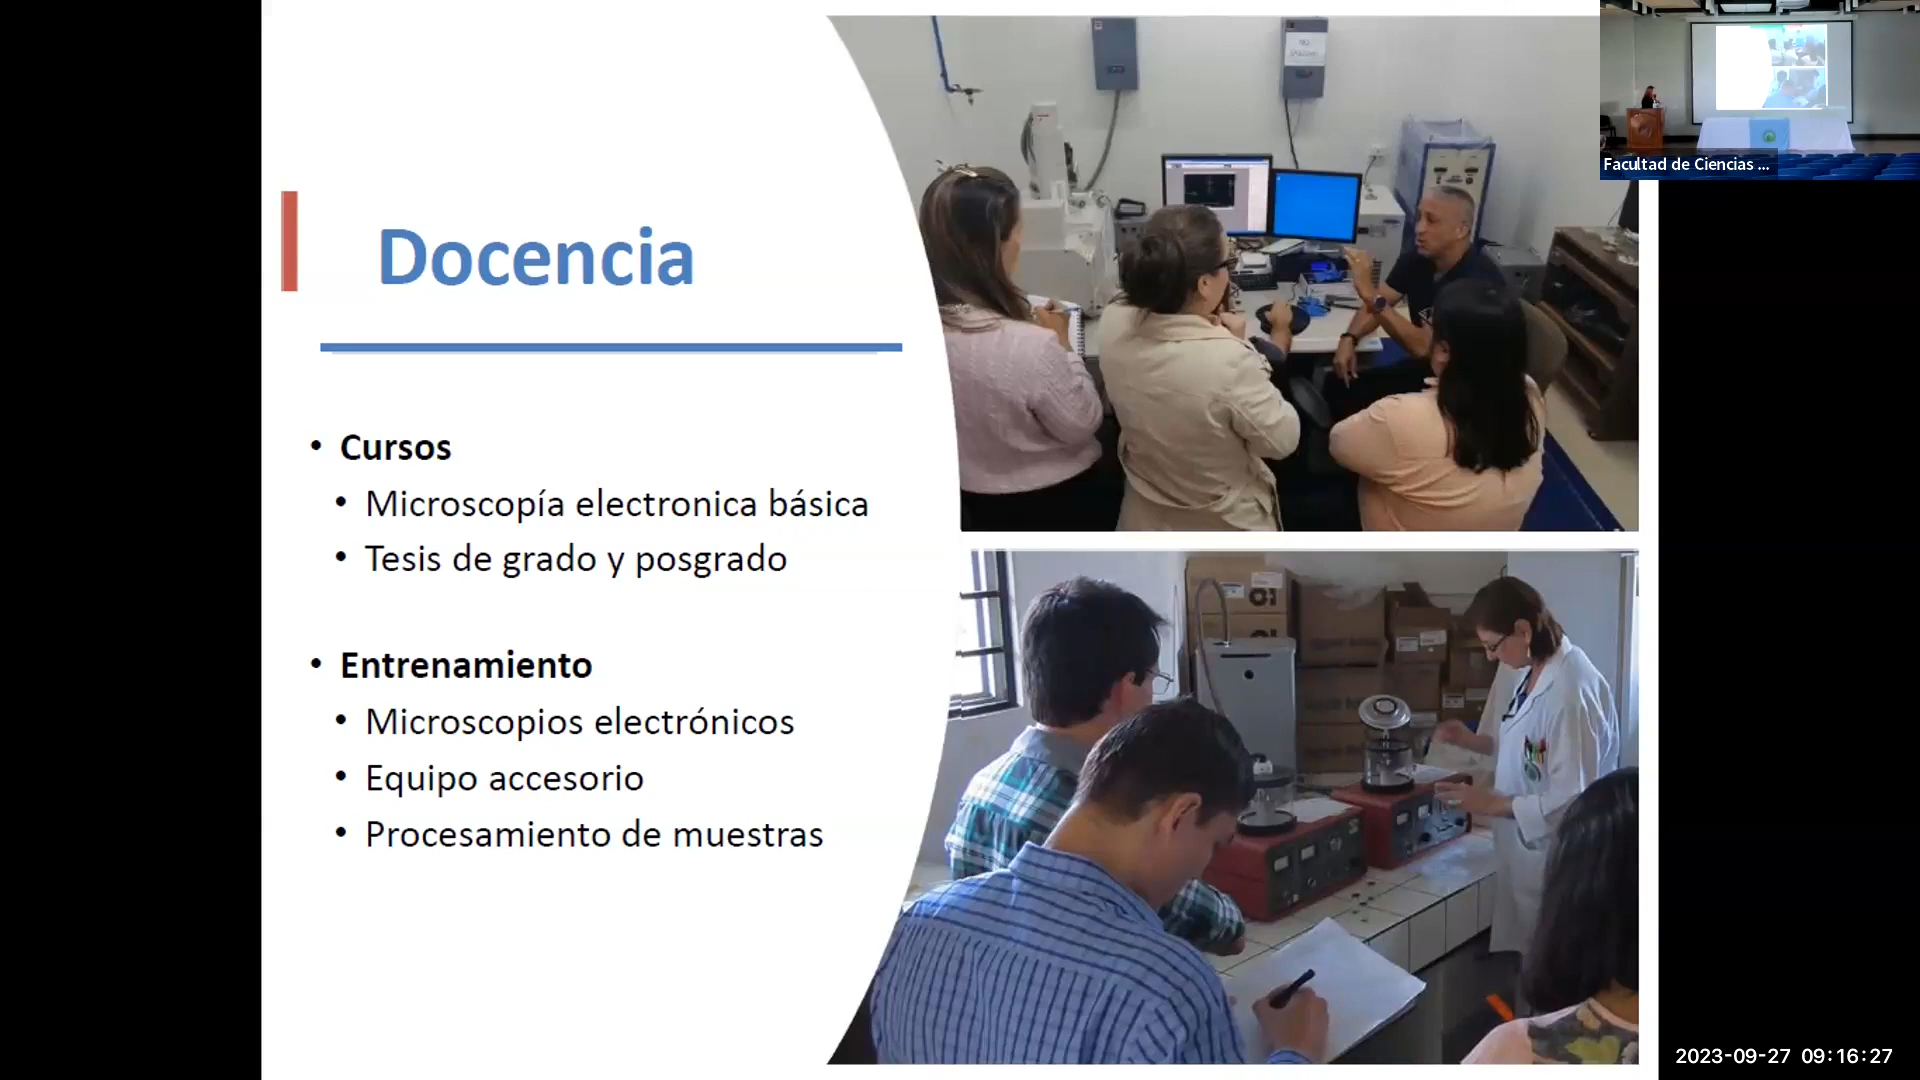 Docencia
• Cursos
• Microscopía electronica básica
• Tesis de grado y posgrado
• Entrenamiento
• Microscopios electrónicos
• Equipo accesorio
• Procesamiento de muestras
Facultad de Ciencias ...
2023-09-27 09:16:27